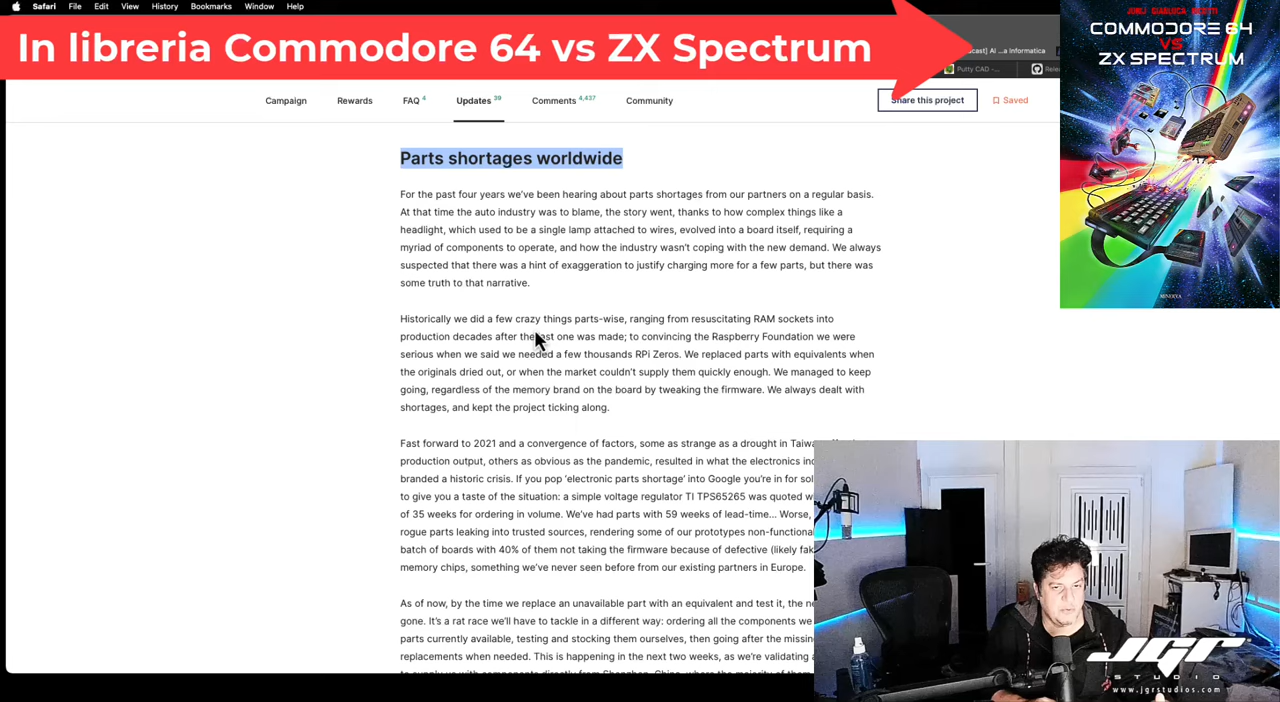 Safari File Edit View History Bookmarks Window Help
In libreria Commodore 64 vs ZX Spectrum
AI ...a Informatica
Putty CAD -...
COMMODORE 64
VS
ZX SPECTRUM
MINERVA
Campaign Rewards FAQ 4 Updates 39 Comments 4,437 Community
Share this project
Saved
Parts shortages worldwide
For the past four years we've been hearing about parts shortages from our partners on a regular basis.
At that time the auto industry was to blame, the story went, thanks to how complex things like a
headlight, which used to be a single lamp attached to wires, evolved into a board itself, requiring a
myriad of components to operate, and how the industry wasn't coping with the new demand. We always
suspected that there was a hint of exaggeration to justify charging more for a few parts, but there was
some truth to that narrative.
Historically we did a few crazy things parts-wise, ranging from resuscitating RAM sockets into
production decades after the one was made; to convincing the Raspberry Foundation we were
serious when we said we needed a few thousands RPi Zeros. We replaced parts with equivalents when
the originals dried out, or when the market couldn't supply them quickly enough. We managed to keep
going, regardless of the memory brand on the board by tweaking the firmware. We always dealt with
shortages, and kept the project ticking along.
Fast forward to 2021 and a convergence of factors, some as strange as a drought in
production output, others as obvious as the pandemic, resulted in what the electronics
branded a historic crisis. If you pop 'electronic parts shortage' into Google you're in for
to give you a taste of the situation: a simple voltage regulator TI TPS65265 was quoted
of 35 weeks for ordering in volume. We've had parts with 59 weeks of lead-time... Worse,
rogue parts leaking into trusted sources, rendering some of our prototypes
batch of boards with 40% of them not taking the firmware because of defective (likely
memory chips, something we've never seen before from our existing partners in Europe.
As of now, by the time we replace an unavailable part with an equivalent and test it, the
gone. It's a rat race we'll have to tackle in a different way: ordering all the components we
parts currently available, testing and stocking them ourselves, then going after the
replacements when needed. This is happening in the next two weeks, as we're validating
JGR
STUDIO
www.jgrstudios.com